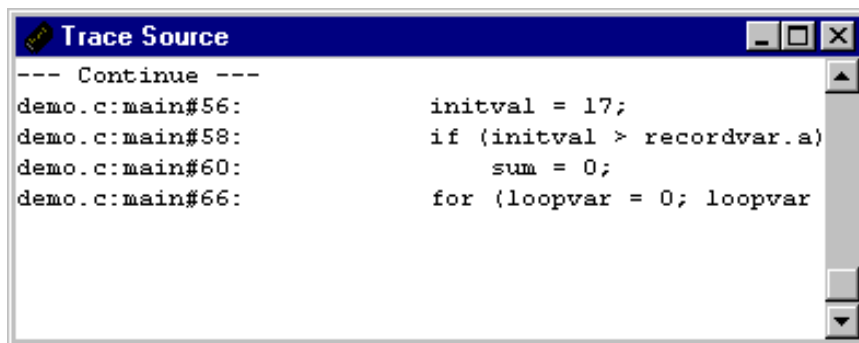 Trace Source
--- Continue ---
demo.c:main#56: initval = 17;
demo.c:main#58: if (initval > recordvar.a)
demo.c:main#60: sum = 0;
demo.c:main#66: for (loopvar = 0; loopvar